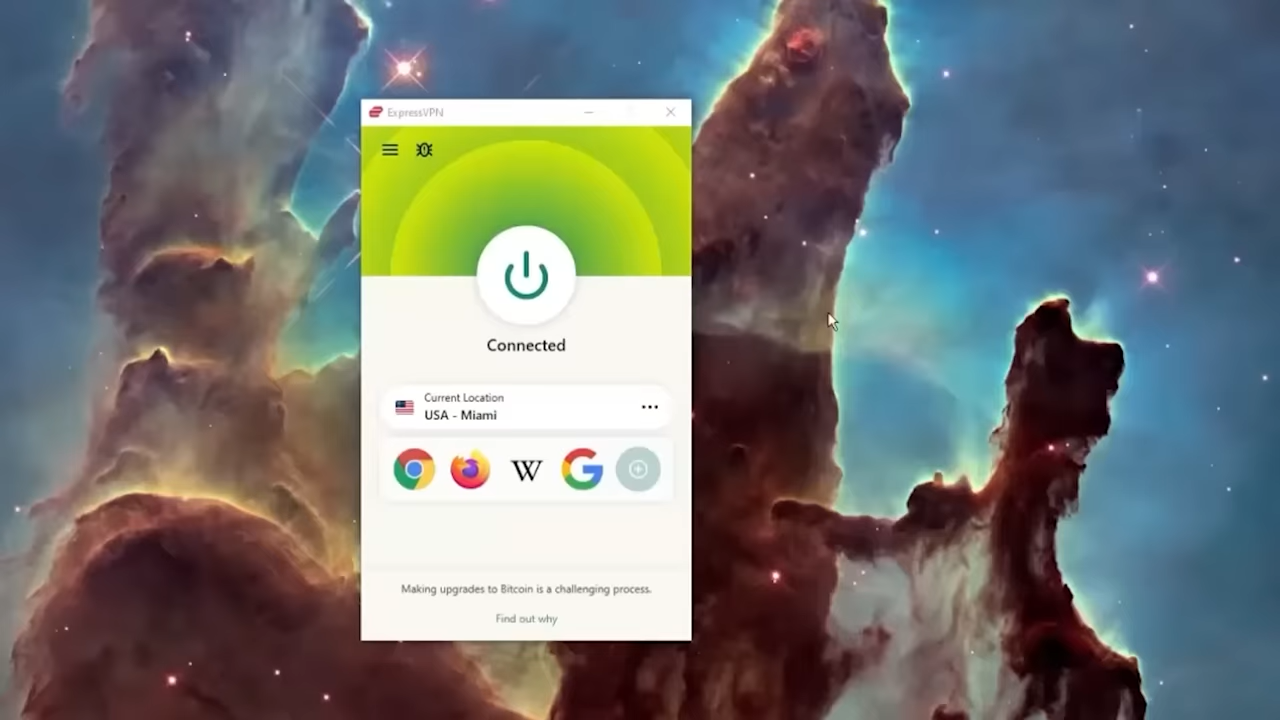 ExpressVPN
Connected
Current Location
USA - Miami
W
Making upgrades to Bitcoin is a challenging process.
Find out why